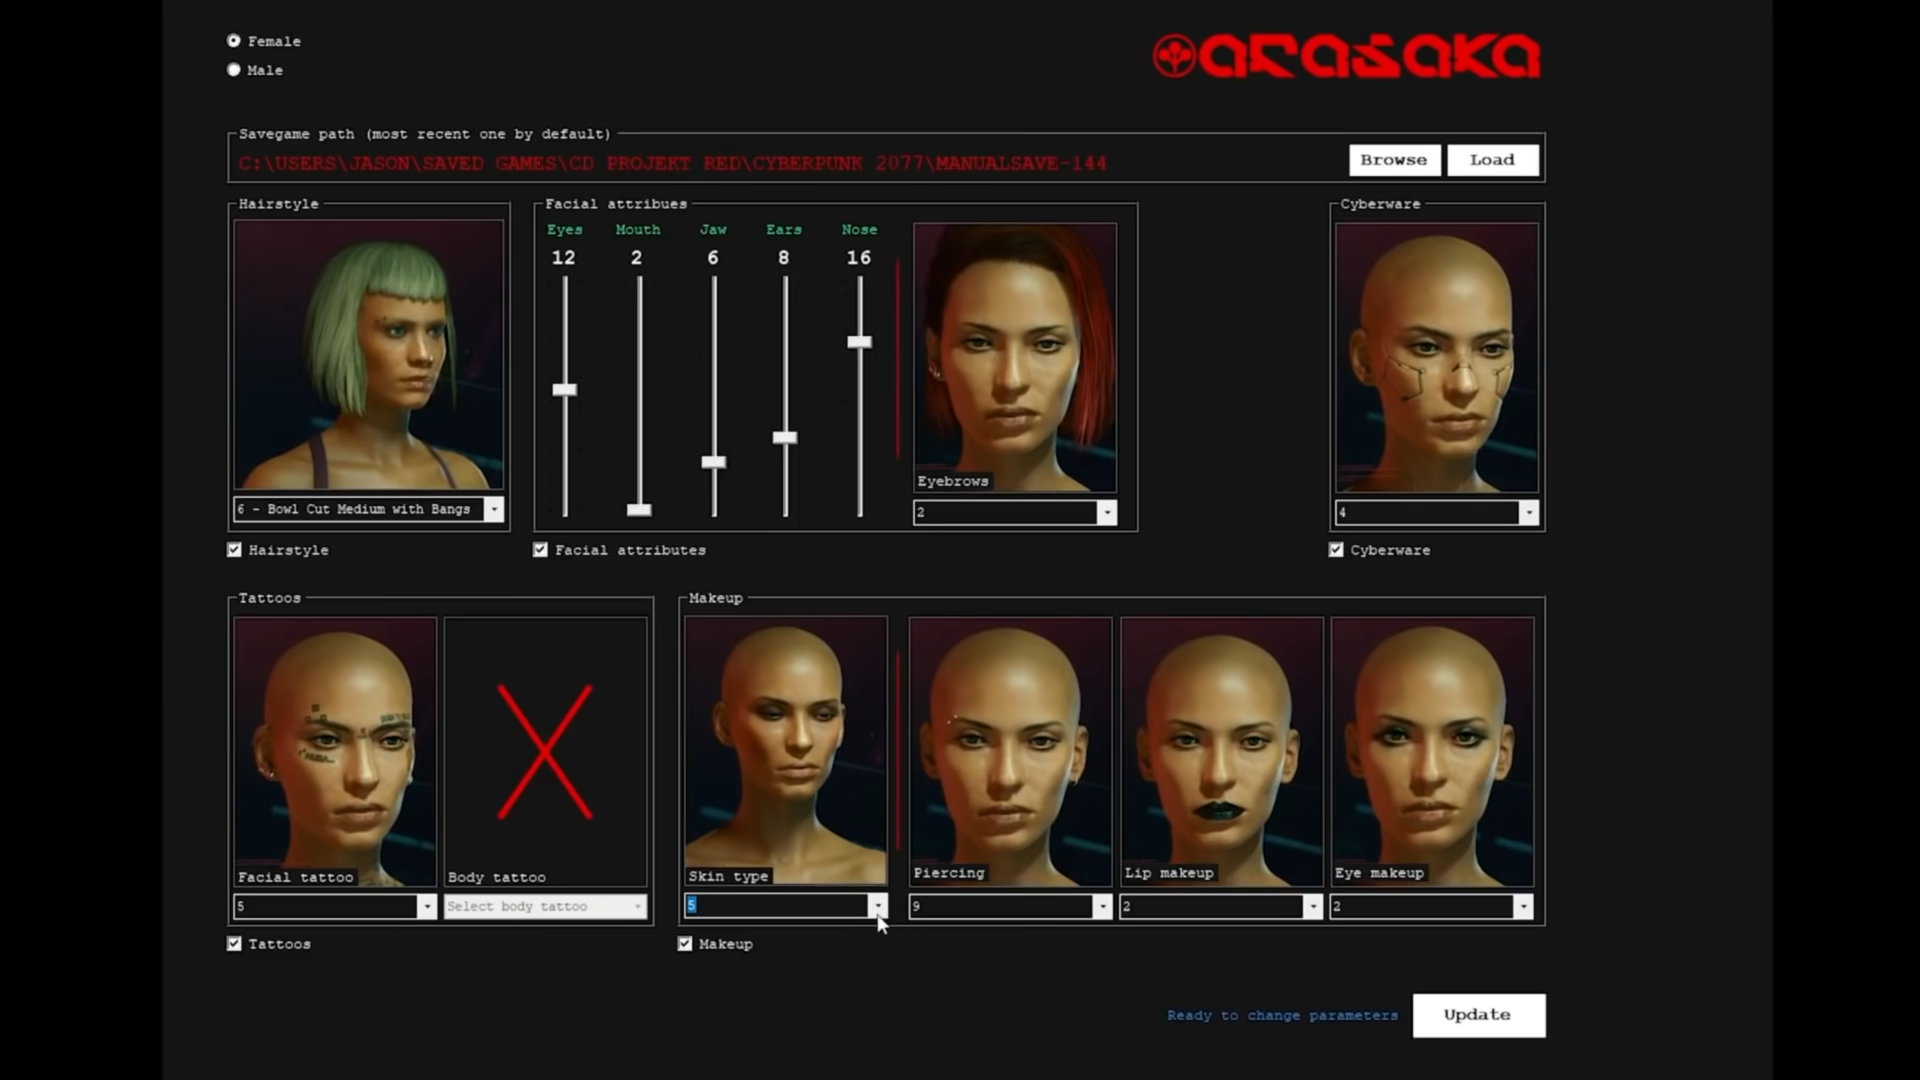 Female
arasaka
Male
Savegame path (most recent one by default)
C:\USERS\JASON\SAVED GAMES\CD PROJEKT RED\CYBERPUNK 2077\MANUALSAVE-144
Browse
Load
Hairstyle
Facial attribues
Cyberware
Eyes
Mouth
Jaw
Ears
Nose
12
2
6
8
16
Eyebrows
6 - Bowl Cut Medium with Bangs
2
4
Hairstyle
Facial attributes
Cyberware
Tattoos
Makeup
Facial tattoo
Body tattoo
Skin type
Piercing
Lip makeup
Eye makeup
5
Select body tattoo
5
9
2
2
Tattoos
Makeup
Ready to change parameters
Update